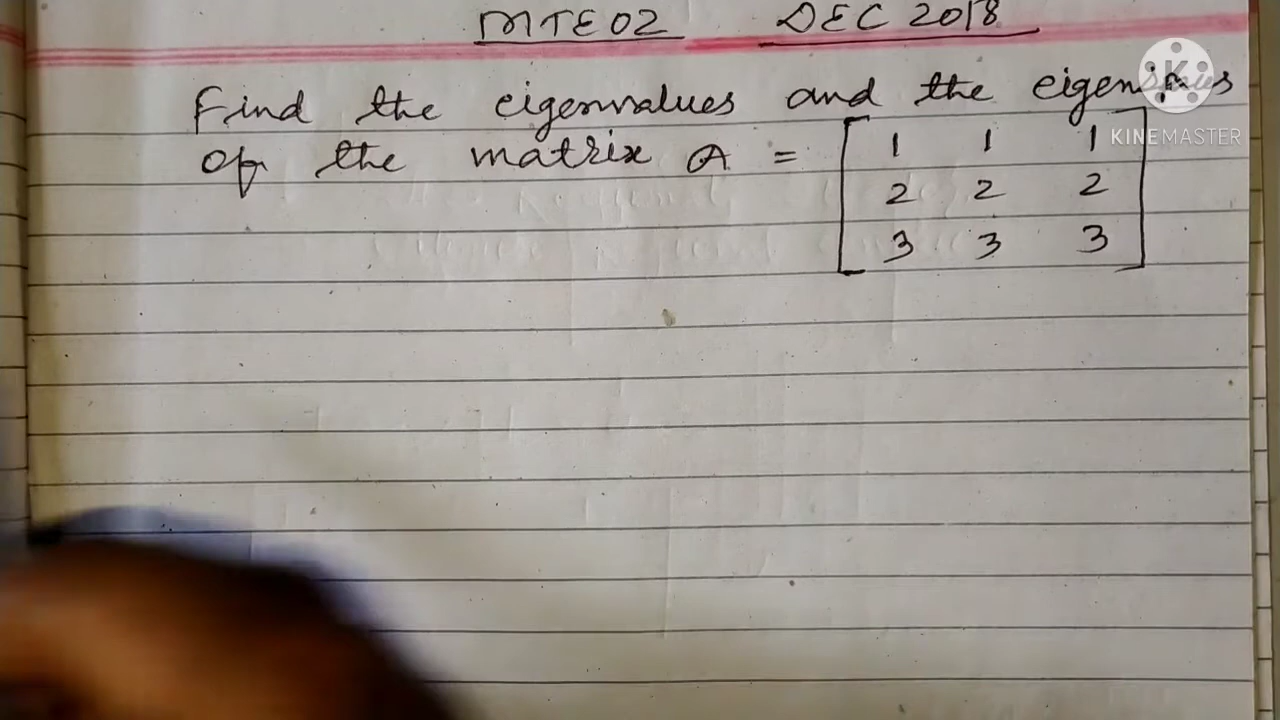 MTE02 DEC 2018
Find the eigenvalues and the
of the matrix A = [ 1 1 1
2 2 2
3 3 3 ]
KINEMASTER